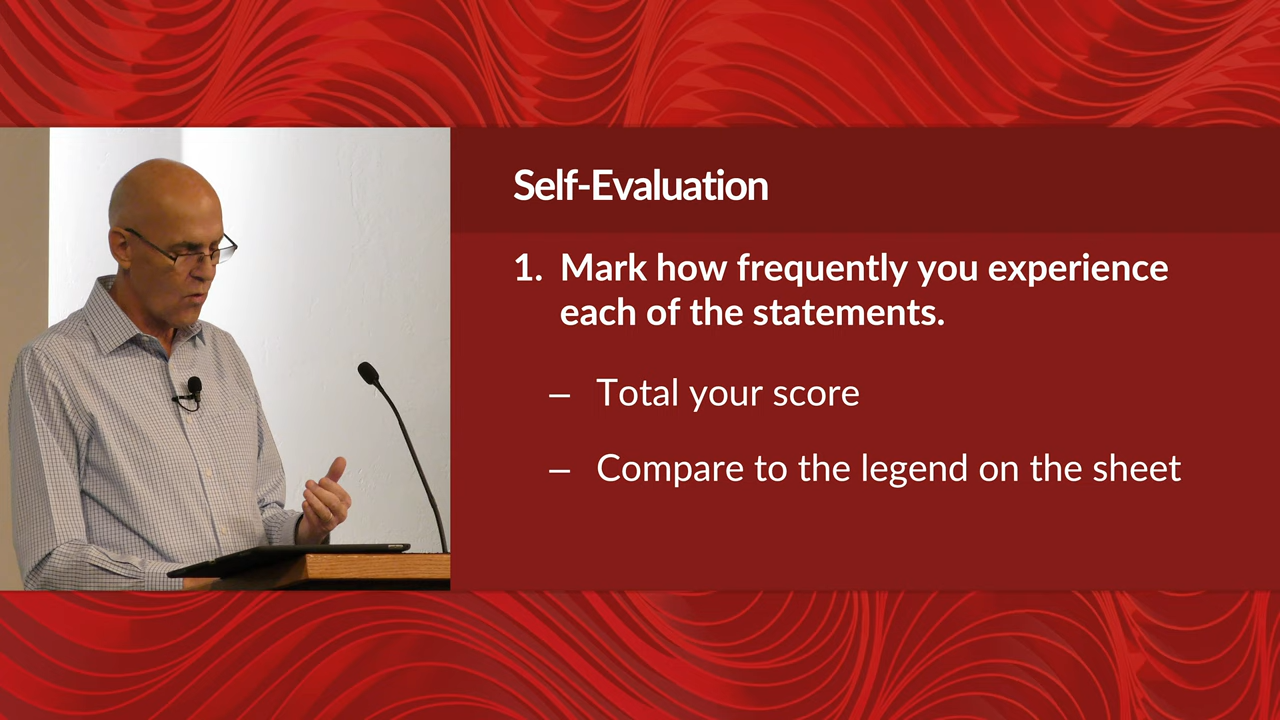 Self-Evaluation
1. Mark how frequently you experience
each of the statements.
– Total your score
– Compare to the legend on the sheet